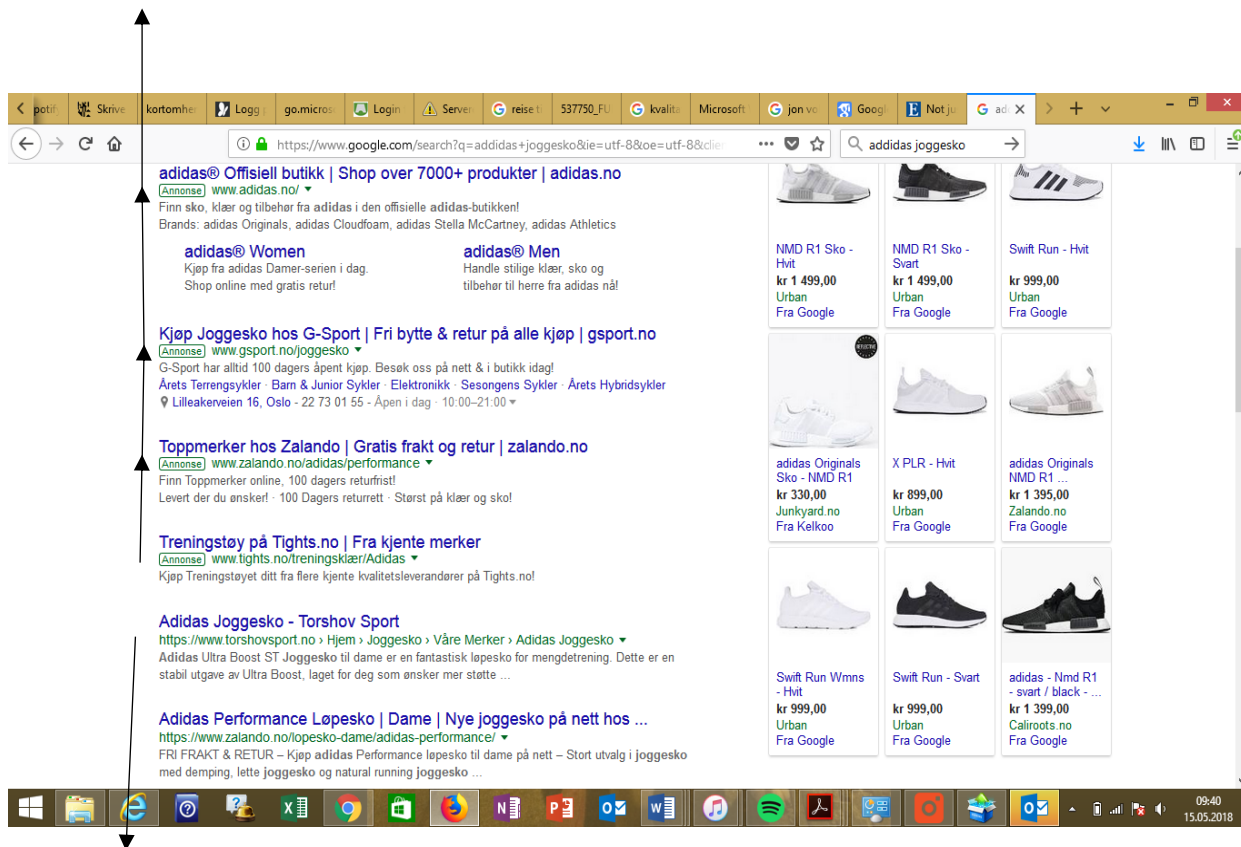 poti
Skrive
kortomhe
Logg
go.micros
Login
Server
reise t
537750_FU
kvalite
Microsoft
jon vo
Googl
Not ju
ad
https://www.google.com/search?q=addidas+joggesko&ie=utf-8&oe=utf-8&clien
addidas joggesko
adidas® Offisiell butikk | Shop over 7000+ produkter | adidas.no
Annonse www.adidas.no/
Finn sko, klær og tilbehør fra adidas i den offisielle adidas-butikken!
Brands: adidas Originals, adidas Cloudfoam, adidas Stella McCartney, adidas Athletics
adidas® Women
Kjøp fra adidas Damer-serien i dag.
Shop online med gratis retur!
adidas® Men
Handle stilige klær, sko og
tilbehør til herre fra adidas nå!
Kjøp Joggesko hos G-Sport | Fri bytte & retur på alle kjøp | gsport.no
Annonse www.gsport.no/joggesko
G-Sport har alltid 100 dagers åpent kjøp. Besøk oss på nett & i butikk idag!
Årets Terrengsykler · Barn & Junior Sykler · Elektronikk · Sesongens Sykler · Årets Hybridsykler
Lilleakerveien 16, Oslo - 22 73 01 55 - Åpen i dag · 10:00–21:00
Toppmerker hos Zalando | Gratis frakt og retur | zalando.no
Annonse www.zalando.no/adidas/performance
Finn Toppmerker online, 100 dagers returfrist!
Levert der du ønsker! · 100 Dagers returrett · Størst på klær og sko!
Treningstøy på Tights.no | Fra kjente merker
Annonse www.tights.no/treningsklær/Adidas
Kjøp Treningstøyet ditt fra flere kjente kvalitetsleverandører på Tights.no!
Adidas Joggesko - Torshov Sport
https://www.torshovsport.no › Hjem › Joggesko › Våre Merker › Adidas Joggesko
Adidas Ultra Boost ST Joggesko til dame er en fantastisk løpesko for mengdetrening. Dette er en
stabil utgave av Ultra Boost, laget for deg som ønsker mer støtte ...
Adidas Performance Løpesko | Dame | Nye joggesko på nett hos ...
https://www.zalando.no/lopesko-dame/adidas-performance/
FRI FRAKT & RETUR – Kjøp adidas Performance løpesko til dame på nett – Stort utvalg i joggesko
med demping, lette joggesko og natural running joggesko ...
NMD R1 Sko -
Hvit
kr 1 499,00
Urban
Fra Google
NMD R1 Sko -
Svart
kr 1 499,00
Urban
Fra Google
Swift Run - Hvit
kr 999,00
Urban
Fra Google
adidas Originals
Sko - NMD R1
kr 330,00
Junkyard.no
Fra Kelkoo
X PLR - Hvit
kr 899,00
Urban
Fra Google
adidas Originals
NMD R1 ...
kr 1 395,00
Zalando.no
Fra Google
Swift Run Wmns
- Hvit
kr 999,00
Urban
Fra Google
Swift Run - Svart
kr 999,00
Urban
Fra Google
adidas - Nmd R1
- svart / black - ...
kr 1 399,00
Caliroots.no
Fra Google
09:40
15.05.2018